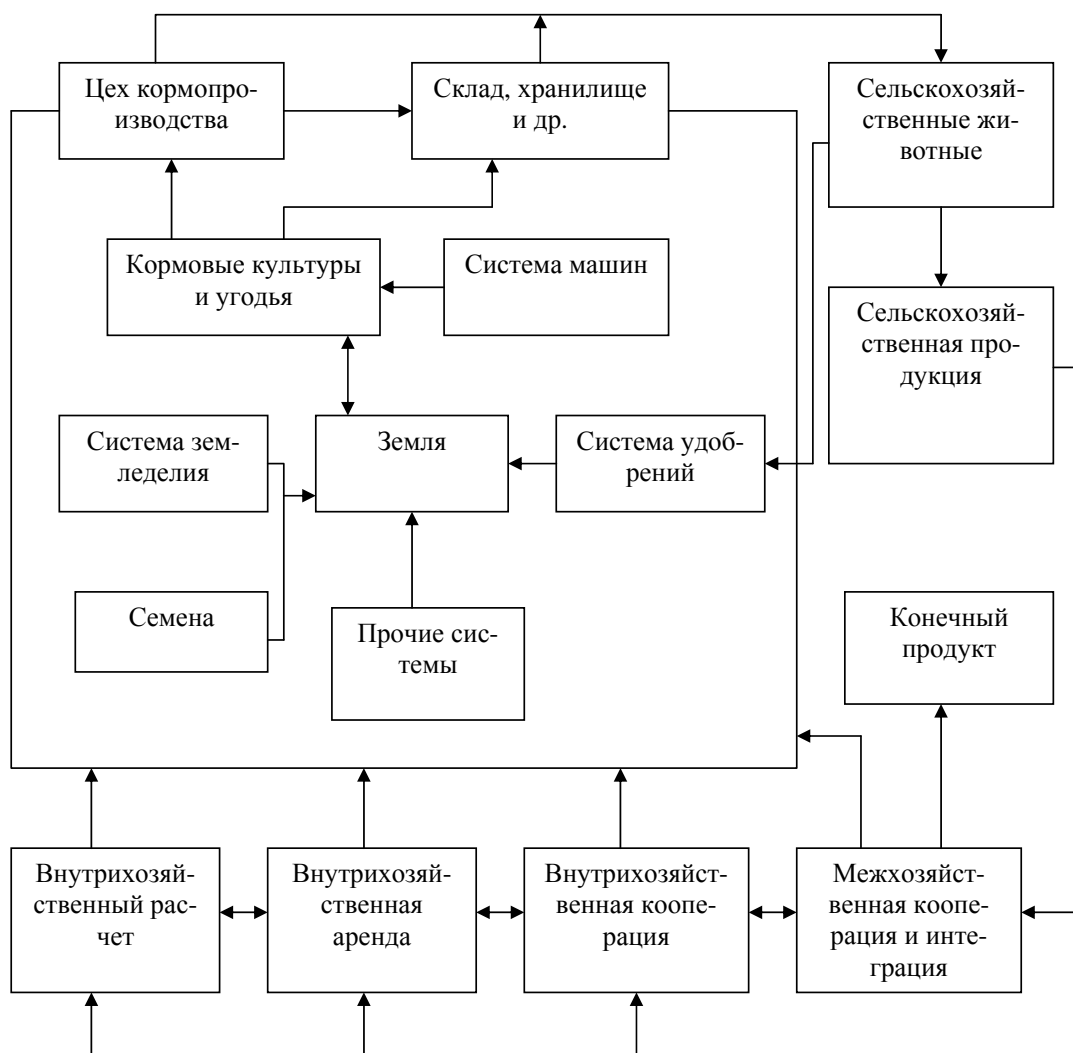 Цех кормопро-
изводства
Склад, хранилище
и др.
Сельскохозяй-
ственные жи-
вотные
Кормовые культуры
и угодья
Система машин
Сельскохозяй-
ственная про-
дукция
Система зем-
леделия
Земля
Система удоб-
рений
Семена
Прочие сис-
темы
Конечный
продукт
Внутрихозяй-
ственный рас-
чет
Внутрихозяй-
ственная
аренда
Внутрихозяйст-
венная коопе-
рация
Межхозяйст-
венная коопе-
рация и инте-
грация